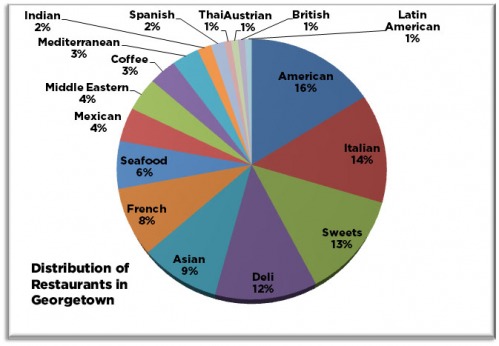 Indian
2%
Spanish
2%
Thai
1%
Austrian
1%
British
1%
Latin
American
1%
Mediterranean
3%
Coffee
3%
Middle Eastern
4%
Mexican
4%
Seafood
6%
French
8%
Asian
9%
Deli
12%
Sweets
13%
Italian
14%
American
16%
Distribution of
Restaurants in
Georgetown